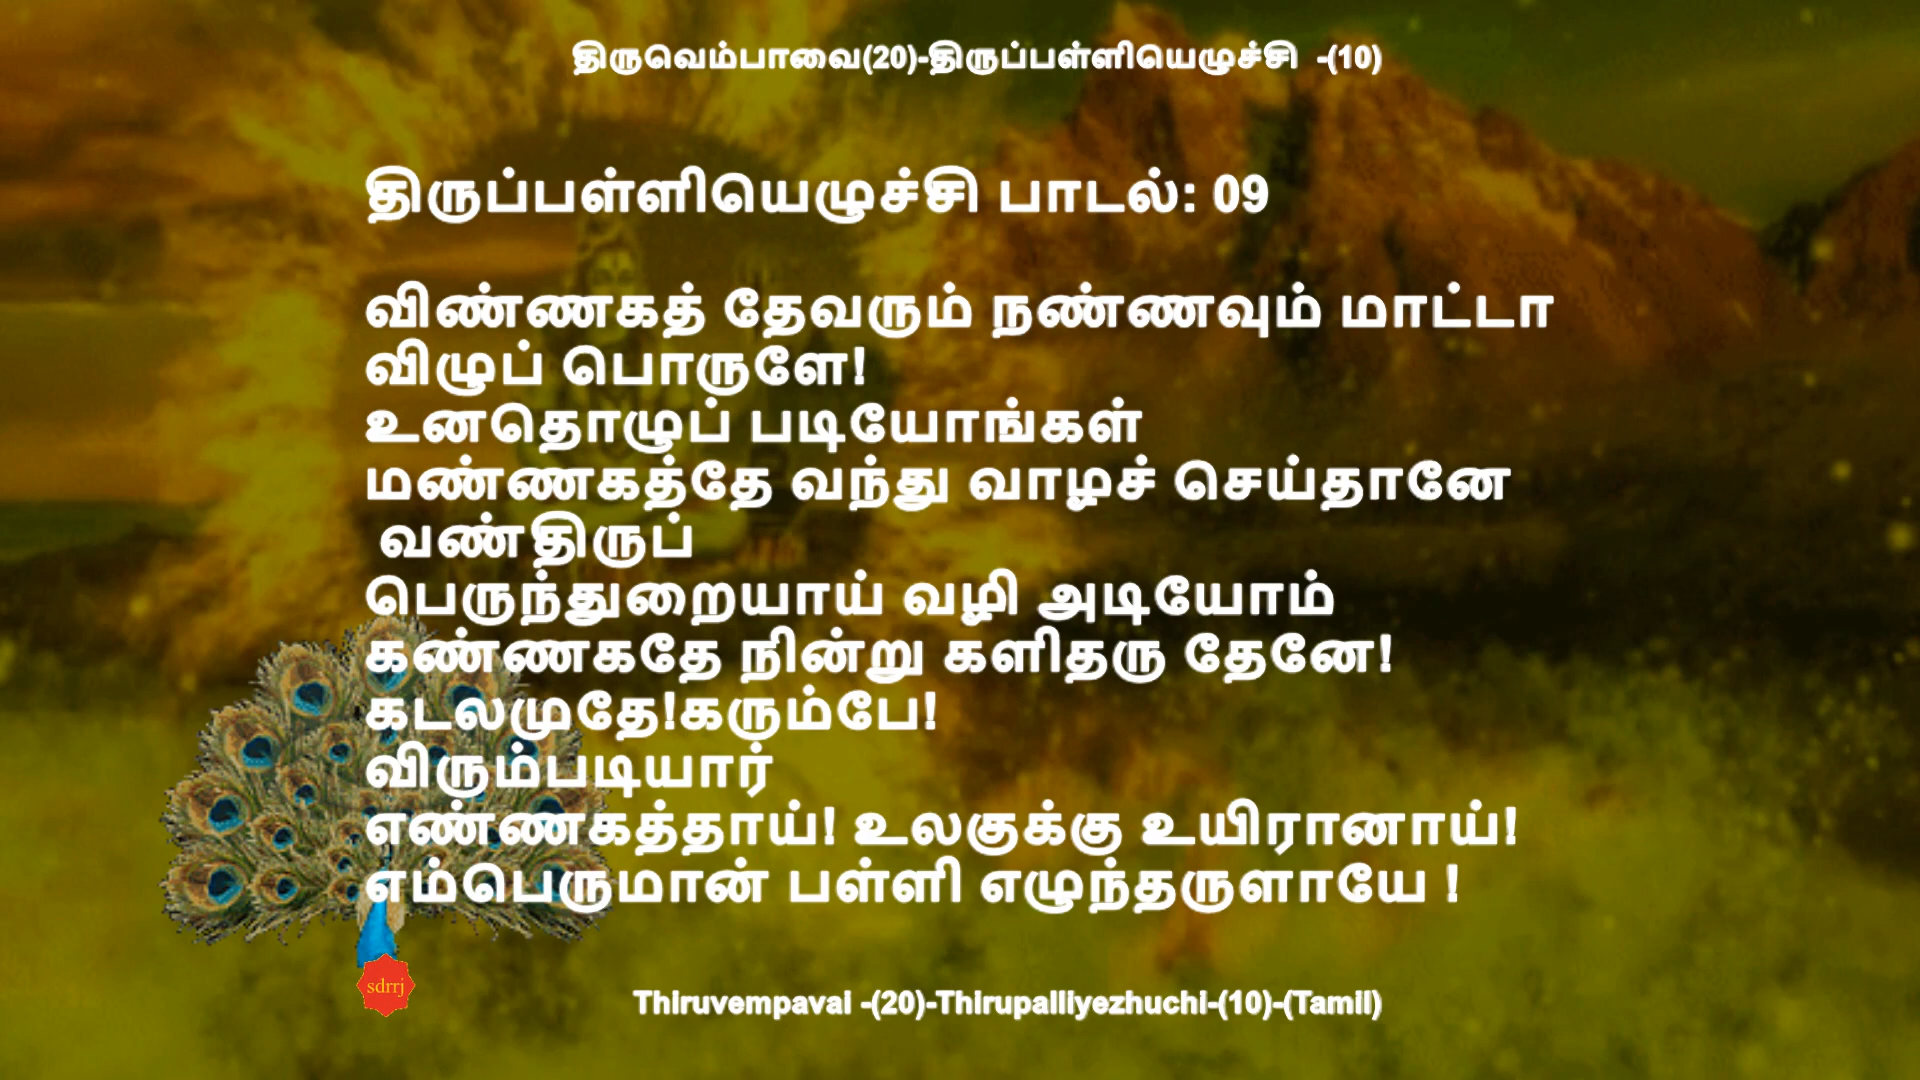 திருவெம்பாவை(20)-திருப்பள்ளியெழுச்சி -(10)
திருப்பள்ளியெழுச்சி பாடல்: 09
விண்ணகத் தேவரும் நண்ணவும் மாட்டா
விழுப் பொருளே!
உனதொழுப் படியோங்கள்
மண்ணகத்தே வந்து வாழச் செய்தானே
வண்திருப்
பெருந்துறையாய் வழி அடியோம்
கண்ணகதே நின்று களிதரு தேனே!
கடலமுதே!கரும்பே!
விரும்படியார்
எண்ணகத்தாய்! உலகுக்கு உயிரானாய்!
எம்பெருமான் பள்ளி எழுந்தருளாயே !
sdrrj
Thiruvempavai -(20)-Thirupalliyezhuchi-(10)-(Tamil)